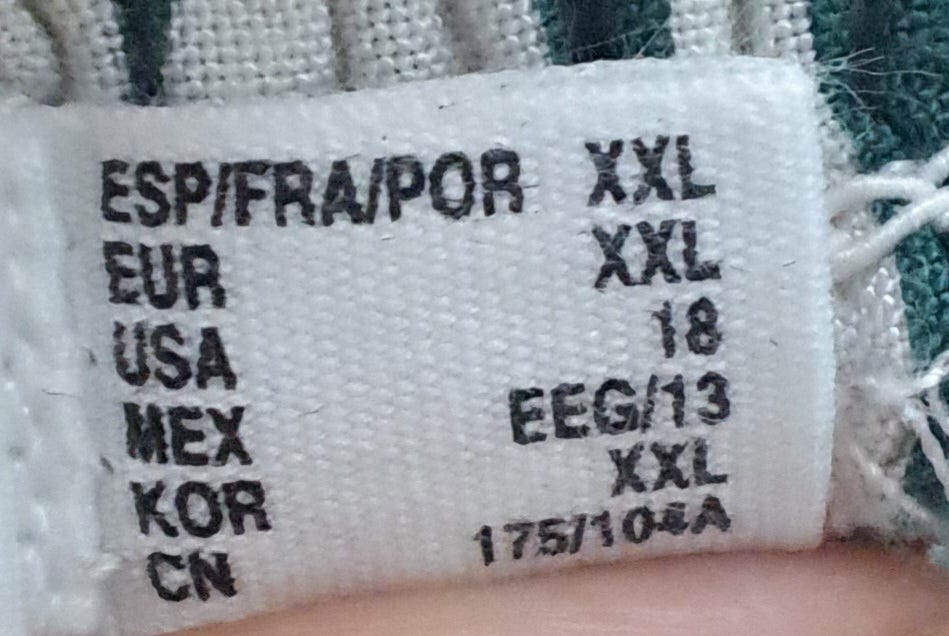 ESP/FRA/POR XXL
EUR XXL
USA 18
MEX EEG/13
KOR XXL
CN 175/104A